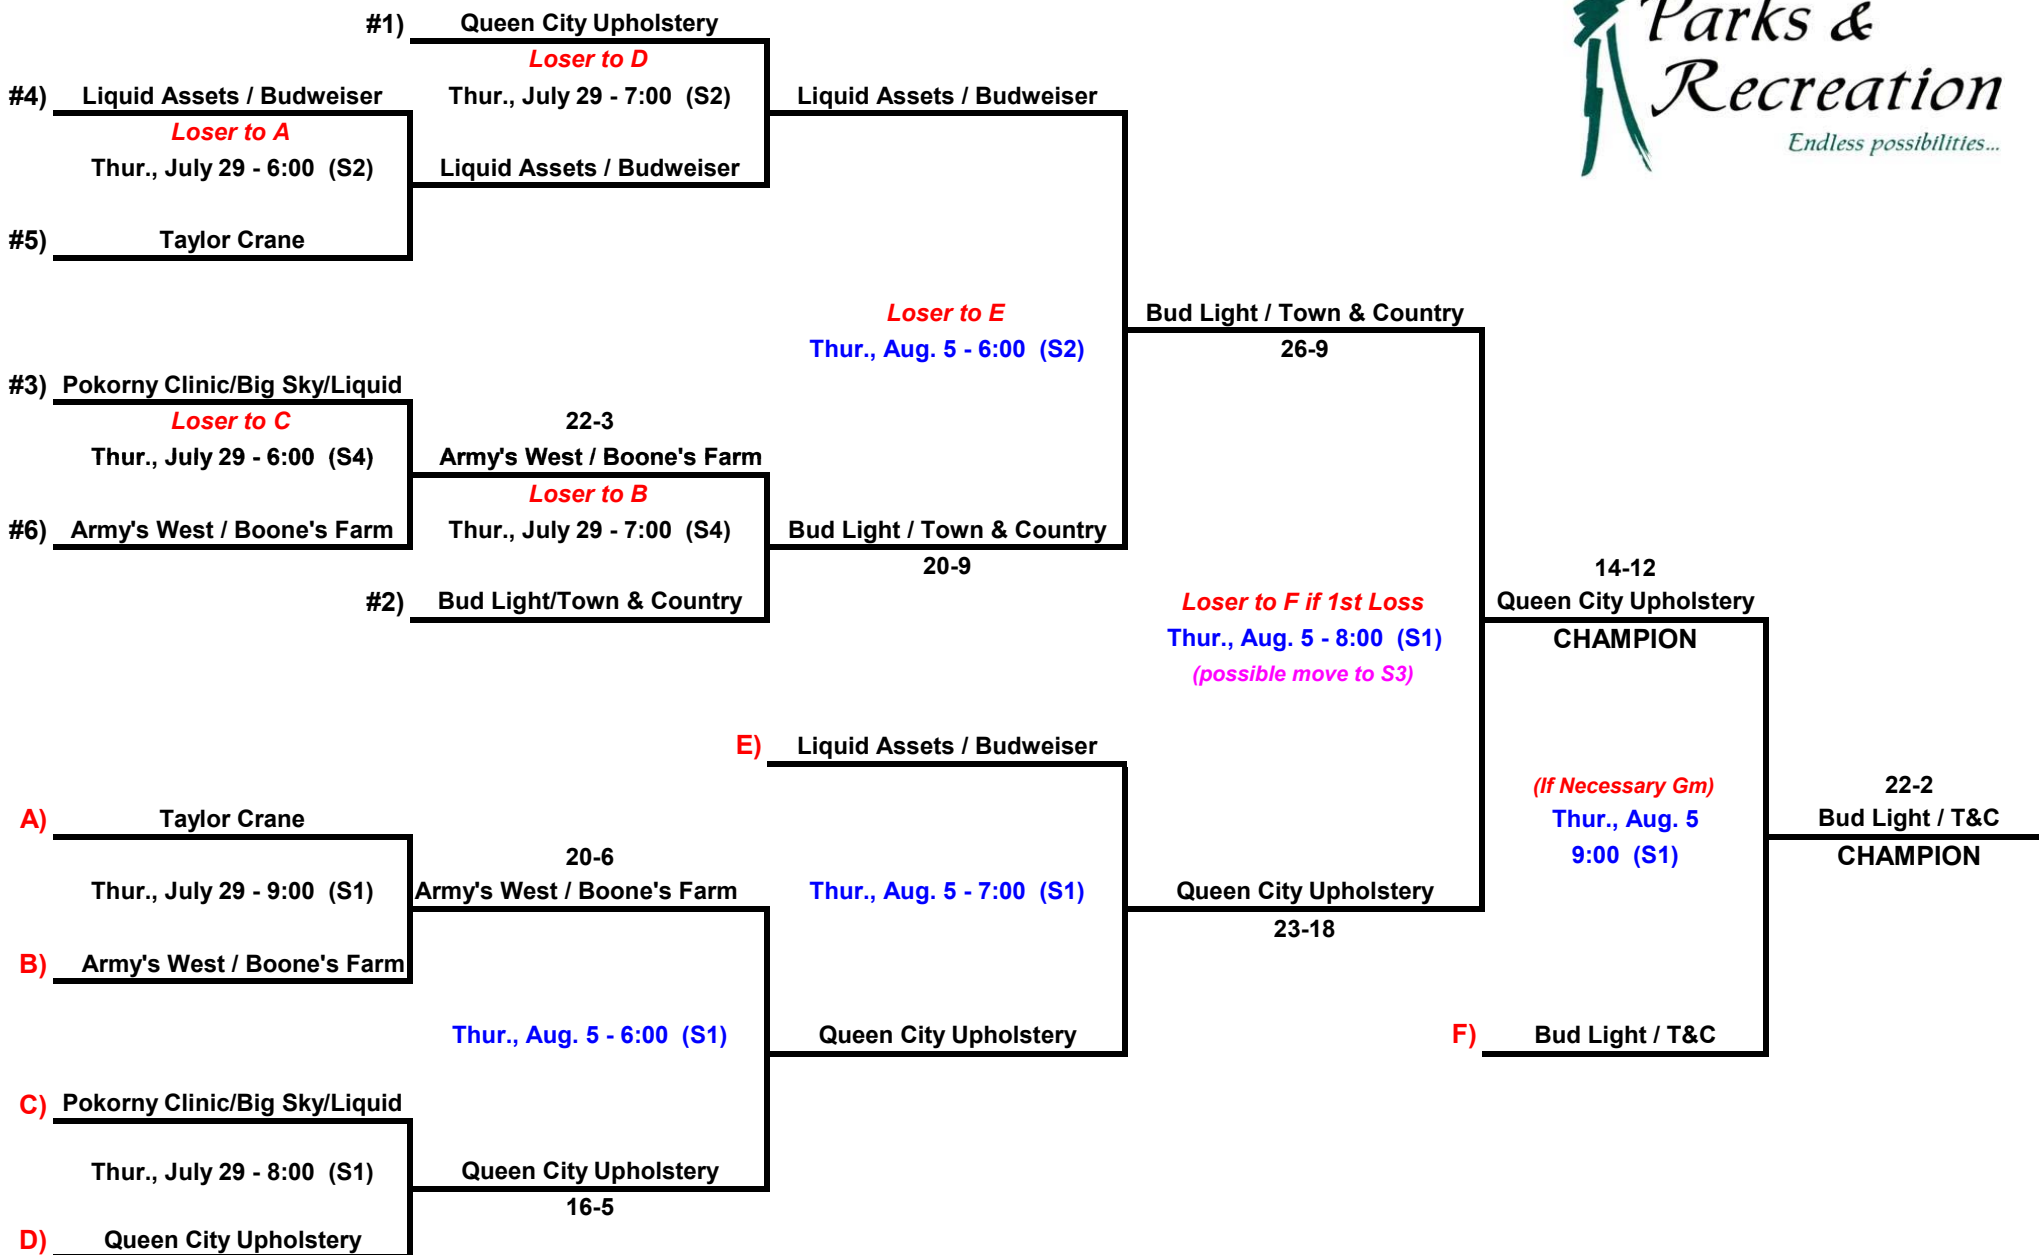 Parks &
Recreation
Endless possibilities...
#1) Queen City Upholstery
Loser to D
#4) Liquid Assets / Budweiser
Thur., July 29 - 7:00 (S2)
Liquid Assets / Budweiser
Loser to A
Thur., July 29 - 6:00 (S2)
Liquid Assets / Budweiser
#5) Taylor Crane
Loser to E
Thur., Aug. 5 - 6:00 (S2)
Bud Light / Town & Country
26-9
#3) Pokorny Clinic/Big Sky/Liquid
Loser to C
Thur., July 29 - 6:00 (S4)
22-3
Army's West / Boone's Farm
Loser to B
#6) Army's West / Boone's Farm
Thur., July 29 - 7:00 (S4)
Bud Light / Town & Country
20-9
#2) Bud Light/Town & Country
Loser to F if 1st Loss
Thur., Aug. 5 - 8:00 (S1)
(possible move to S3)
14-12
Queen City Upholstery
CHAMPION
E) Liquid Assets / Budweiser
A) Taylor Crane
Thur., July 29 - 9:00 (S1)
20-6
Army's West / Boone's Farm
Thur., Aug. 5 - 7:00 (S1)
Queen City Upholstery
23-18
(If Necessary Gm)
Thur., Aug. 5
9:00 (S1)
22-2
Bud Light / T&C
CHAMPION
B) Army's West / Boone's Farm
Thur., Aug. 5 - 6:00 (S1)
Queen City Upholstery
F) Bud Light / T&C
C) Pokorny Clinic/Big Sky/Liquid
Thur., July 29 - 8:00 (S1)
Queen City Upholstery
16-5
D) Queen City Upholstery